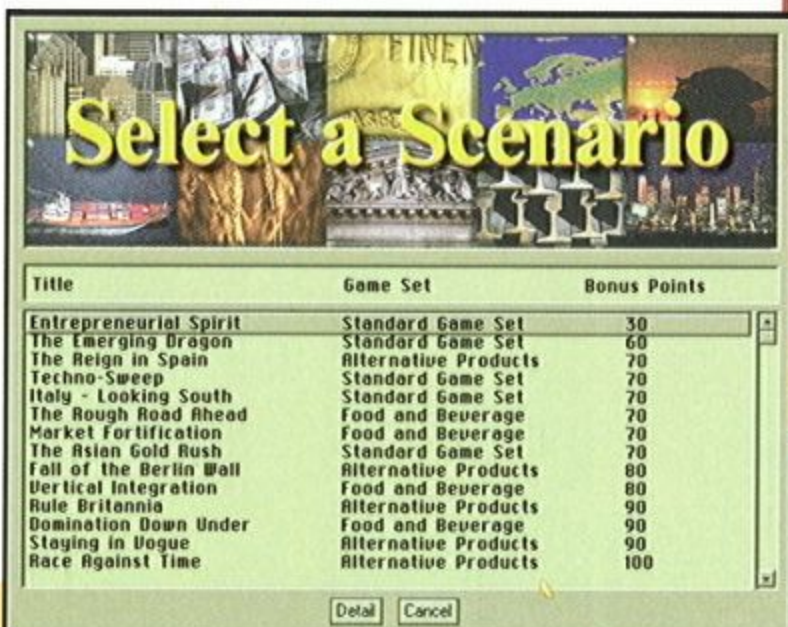 FINEN
Select a Scenario
Title Game Set Bonus Points
Entrepreneurial Spirit Standard Game Set 30
The Emerging Dragon Standard Game Set 60
The Reign in Spain Alternative Products 70
Techno-Sweep Standard Game Set 70
Italy - Looking South Standard Game Set 70
The Rough Road Ahead Food and Beverage 70
Market Fortification Food and Beverage 70
The Asian Gold Rush Standard Game Set 70
Fall of the Berlin Wall Alternative Products 80
Vertical Integration Food and Beverage 80
Rule Britannia Alternative Products 90
Domination Down Under Food and Beverage 90
Staying in Vogue Alternative Products 90
Race Against Time Alternative Products 100
Detail Cancel